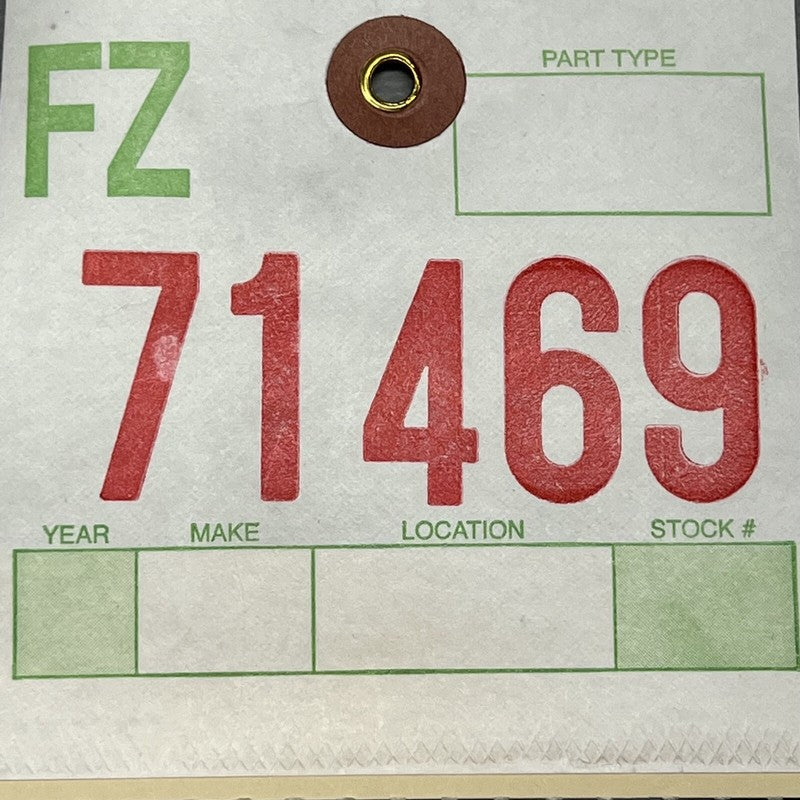 FZ
PART TYPE
71469
YEAR MAKE LOCATION STOCK #